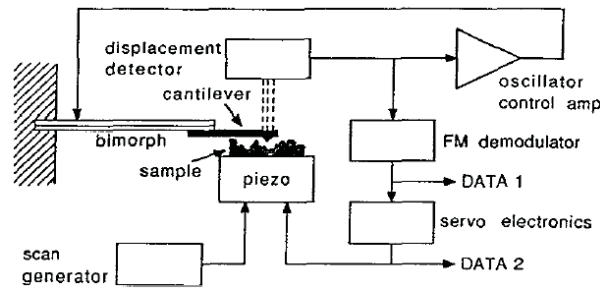 displacement
detector
cantilever
bimorph
sample
piezo
scan
generator
oscillator
control amp
FM demodulator
DATA 1
servo electronics
DATA 2